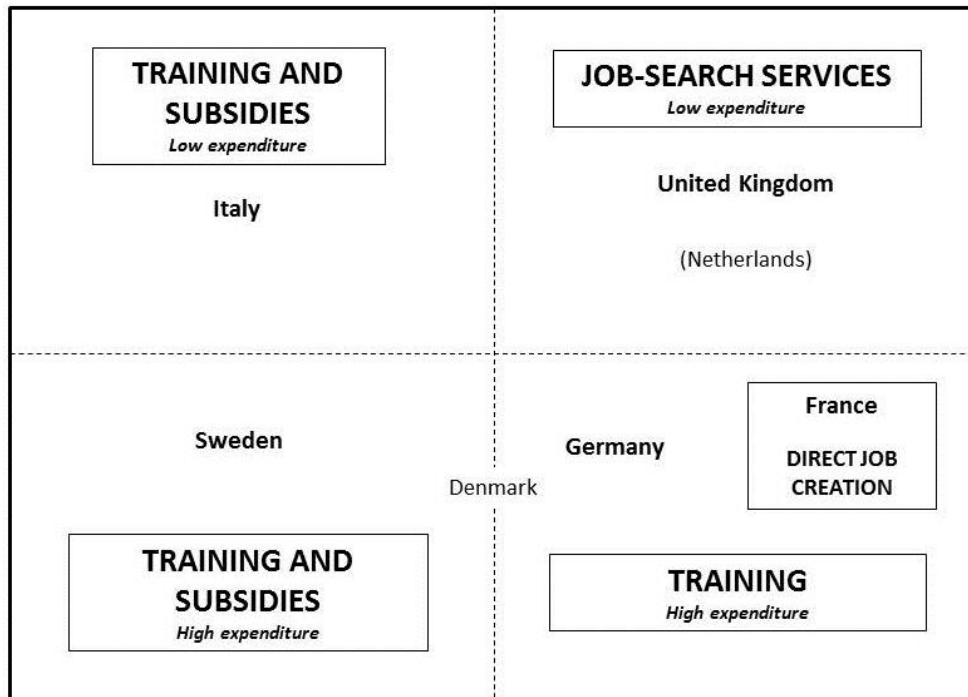 TRAINING AND
SUBSIDIES
Low expenditure
Italy
JOB-SEARCH SERVICES
Low expenditure
United Kingdom
(Netherlands)
Sweden
Denmark
TRAINING AND
SUBSIDIES
High expenditure
Germany
France
DIRECT JOB
CREATION
TRAINING
High expenditure